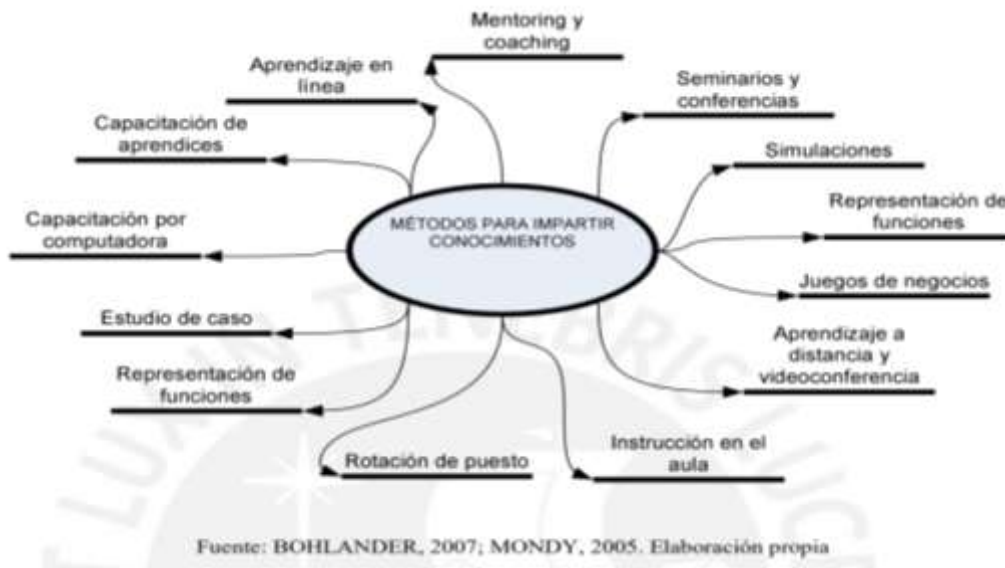 Mentoring y
coaching
Aprendizaje en
línea
Seminarios y
conferencias
Capacitación de
aprendices
Simulaciones
Representación de
funciones
MÉTODOS PARA IMPARTIR
CONOCIMIENTOS
Capacitación por
computadora
Juegos de negocios
Estudio de caso
Aprendizaje a
distancia y
videoconferencia
Representación de
funciones
Rotación de puesto
Instrucción en el
aula
Fuente: BOHLANDER, 2007; MONDY, 2005. Elaboración propia